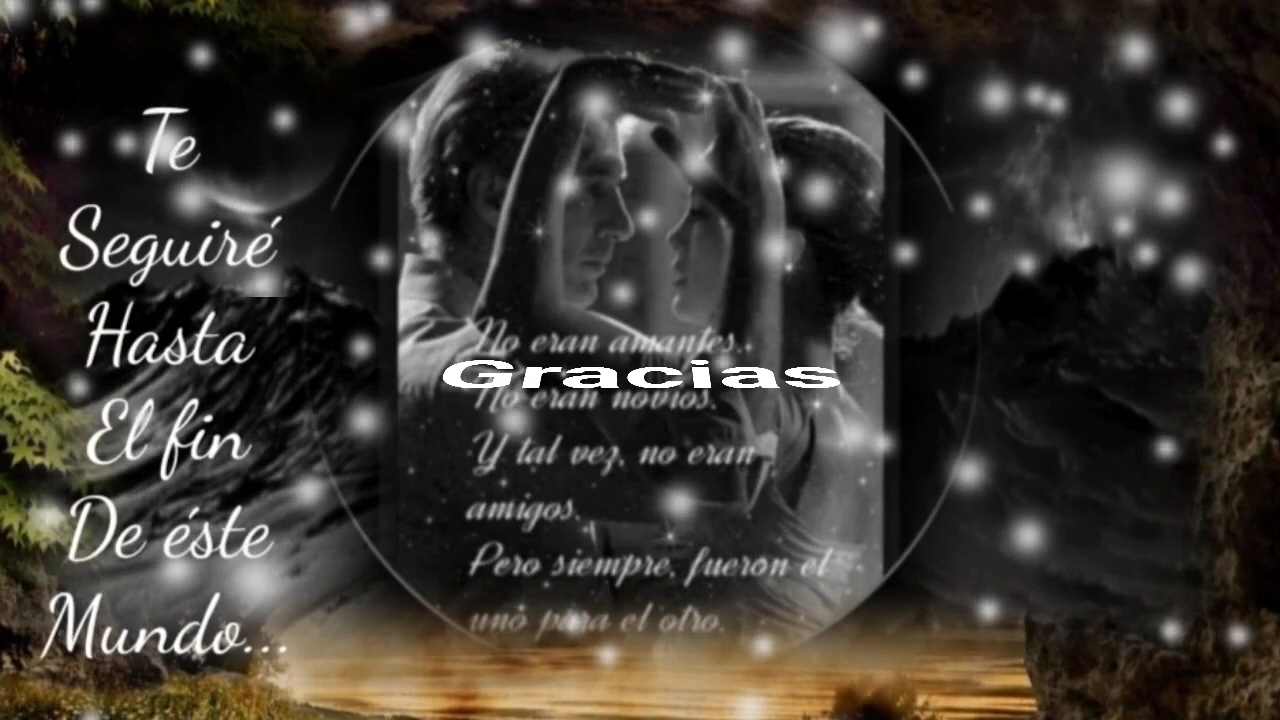 Te
Seguiré
Hasta
El fin
De éste
Mundo...
No eran amantes.
Gracias
No eran novios.
Y tal vez, no eran
amigos.
Pero siempre, fueron el
uno para el otro.